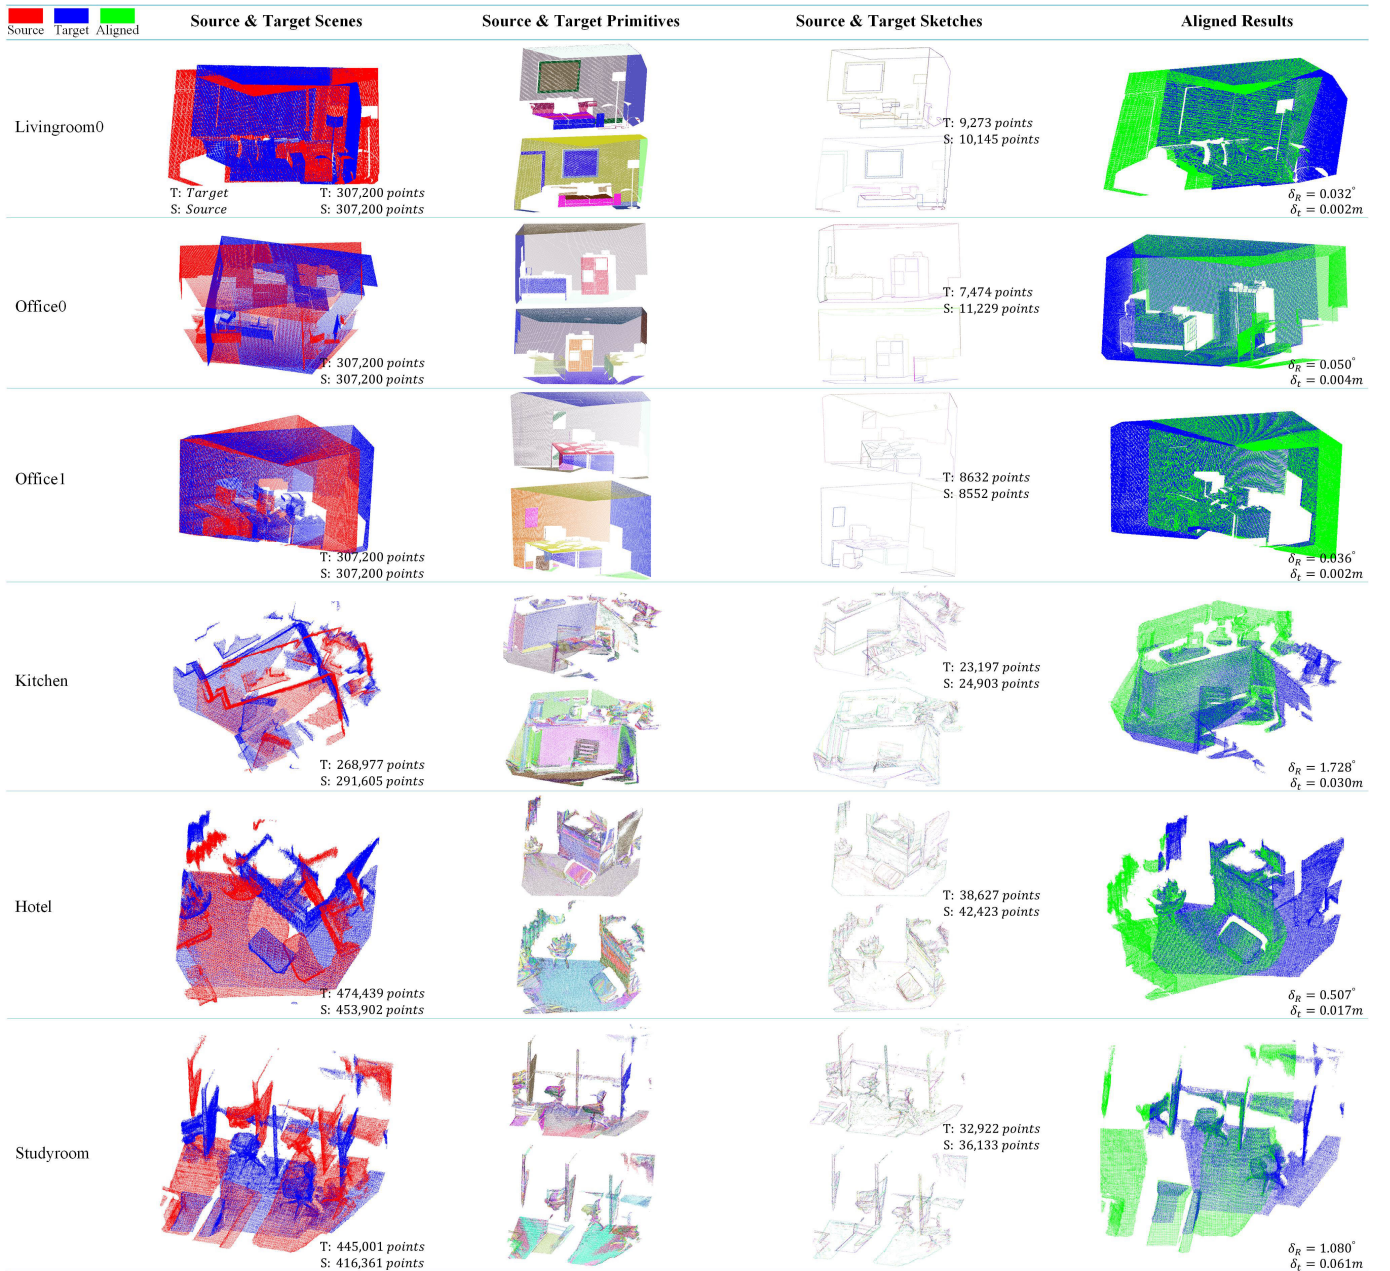 Source & Target Scenes Source & Target Primitives Source & Target Sketches Aligned Results
Source Target Aligned
Livingroom0
T: 9,273 points
S: 10,145 points
T: Target T: 307,200 points
S: Source S: 307,200 points
δR = 0.032°
δt = 0.002m
Office0
T: 7,474 points
S: 11,229 points
T: 307,200 points
S: 307,200 points
δR = 0.050°
δt = 0.004m
Office1
T: 8632 points
S: 8552 points
T: 307,200 points
S: 307,200 points
δR = 0.036°
δt = 0.002m
Kitchen
T: 23,197 points
S: 24,903 points
T: 268,977 points
S: 291,605 points
δR = 1.728°
δt = 0.030m
Hotel
T: 38,627 points
S: 42,423 points
T: 474,439 points
S: 453,902 points
δR = 0.507°
δt = 0.017m
Studyroom
T: 32,922 points
S: 36,133 points
T: 445,001 points
S: 416,361 points
δR = 1.080°
δt = 0.061m